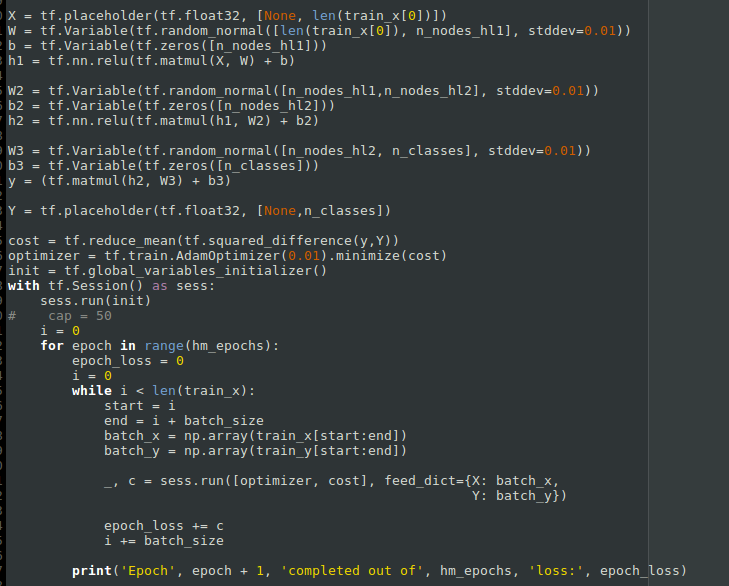 X = tf.placeholder(tf.float32, [None, len(train_x[0])])
W = tf.Variable(tf.random_normal([len(train_x[0]), n_nodes_hl1], stddev=0.01))
b = tf.Variable(tf.zeros([n_nodes_hl1]))
h1 = tf.nn.relu(tf.matmul(X, W) + b)

W2 = tf.Variable(tf.random_normal([n_nodes_hl1,n_nodes_hl2], stddev=0.01))
b2 = tf.Variable(tf.zeros([n_nodes_hl2]))
h2 = tf.nn.relu(tf.matmul(h1, W2) + b2)

W3 = tf.Variable(tf.random_normal([n_nodes_hl2, n_classes], stddev=0.01))
b3 = tf.Variable(tf.zeros([n_classes]))
y = (tf.matmul(h2, W3) + b3)

Y = tf.placeholder(tf.float32, [None,n_classes])

cost = tf.reduce_mean(tf.squared_difference(y,Y))
optimizer = tf.train.AdamOptimizer(0.01).minimize(cost)
init = tf.global_variables_initializer()
with tf.Session() as sess:
    sess.run(init)
#    cap = 50
    i = 0
    for epoch in range(hm_epochs):
        epoch_loss = 0
        i = 0
        while i < len(train_x):
            start = i
            end = i + batch_size
            batch_x = np.array(train_x[start:end])
            batch_y = np.array(train_y[start:end])

            _, c = sess.run([optimizer, cost], feed_dict={X: batch_x,
                                                          Y: batch_y})

            epoch_loss += c
            i += batch_size

        print('Epoch', epoch + 1, 'completed out of', hm_epochs, 'loss:', epoch_loss)